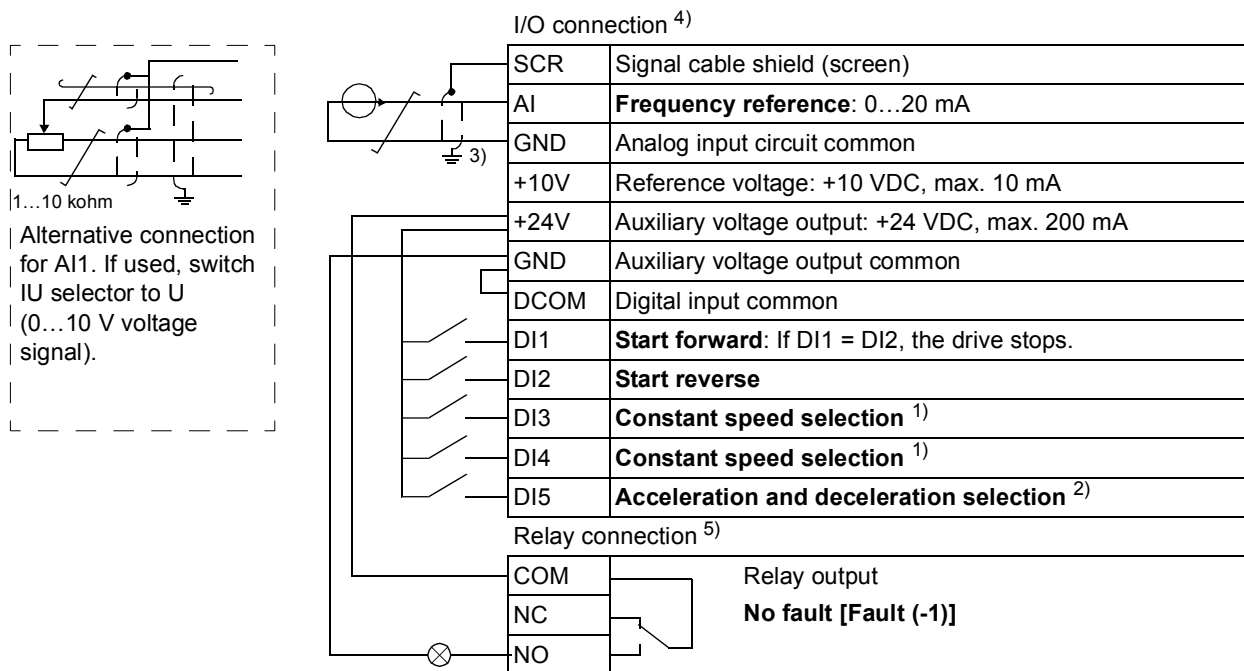 I/O connection 4)
SCR Signal cable shield (screen)
AI Frequency reference: 0…20 mA
GND Analog input circuit common
3)
+10V Reference voltage: +10 VDC, max. 10 mA
1…10 kohm
+24V Auxiliary voltage output: +24 VDC, max. 200 mA
Alternative connection
for AI1. If used, switch
IU selector to U
(0…10 V voltage
signal).
GND Auxiliary voltage output common
DCOM Digital input common
DI1 Start forward: If DI1 = DI2, the drive stops.
DI2 Start reverse
DI3 Constant speed selection 1)
DI4 Constant speed selection 1)
DI5 Acceleration and deceleration selection 2)
Relay connection 5)
COM Relay output
NC No fault [Fault (-1)]
NO